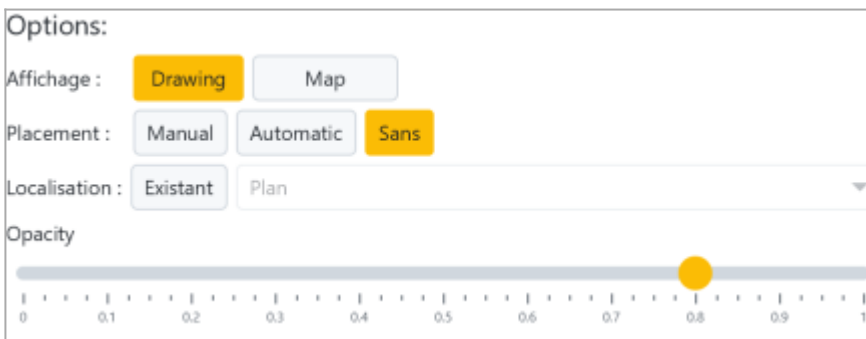 Options:
Affichage : Drawing Map
Placement : Manual Automatic Sans
Localisation : Existant Plan
Opacity
0 0.1 0.2 0.3 0.4 0.5 0.6 0.7 0.8 0.9 1